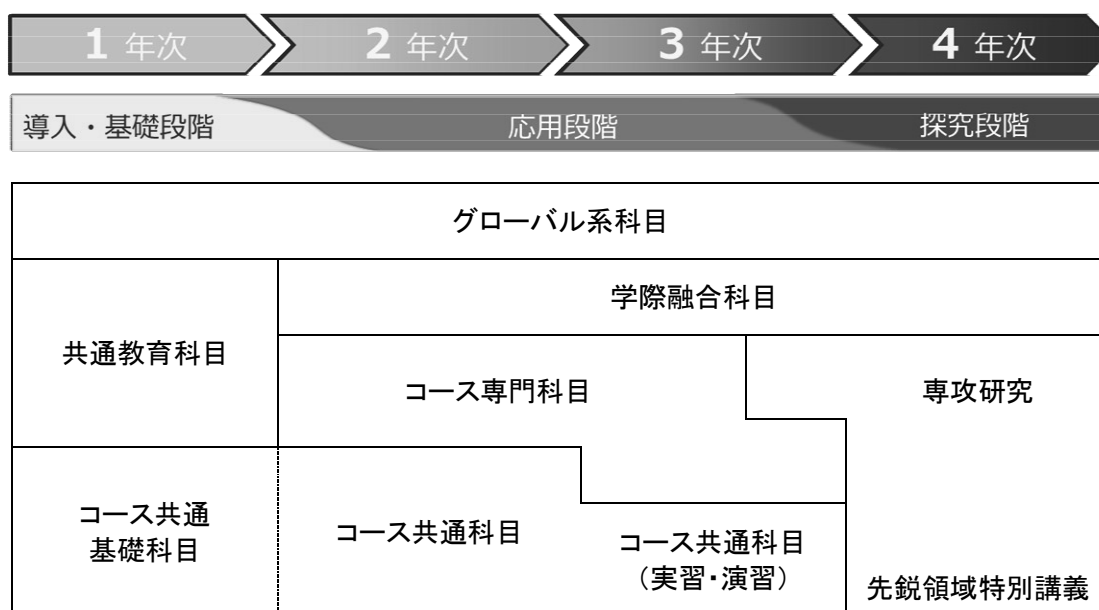 1 年次
2 年次
3 年次
4 年次
導入・基礎段階
応用段階
探究段階
グローバル系科目
学際融合科目
共通教育科目
コース専門科目
専攻研究
コース共通
基礎科目
コース共通科目
コース共通科目
（実習・演習）
先鋭領域特別講義